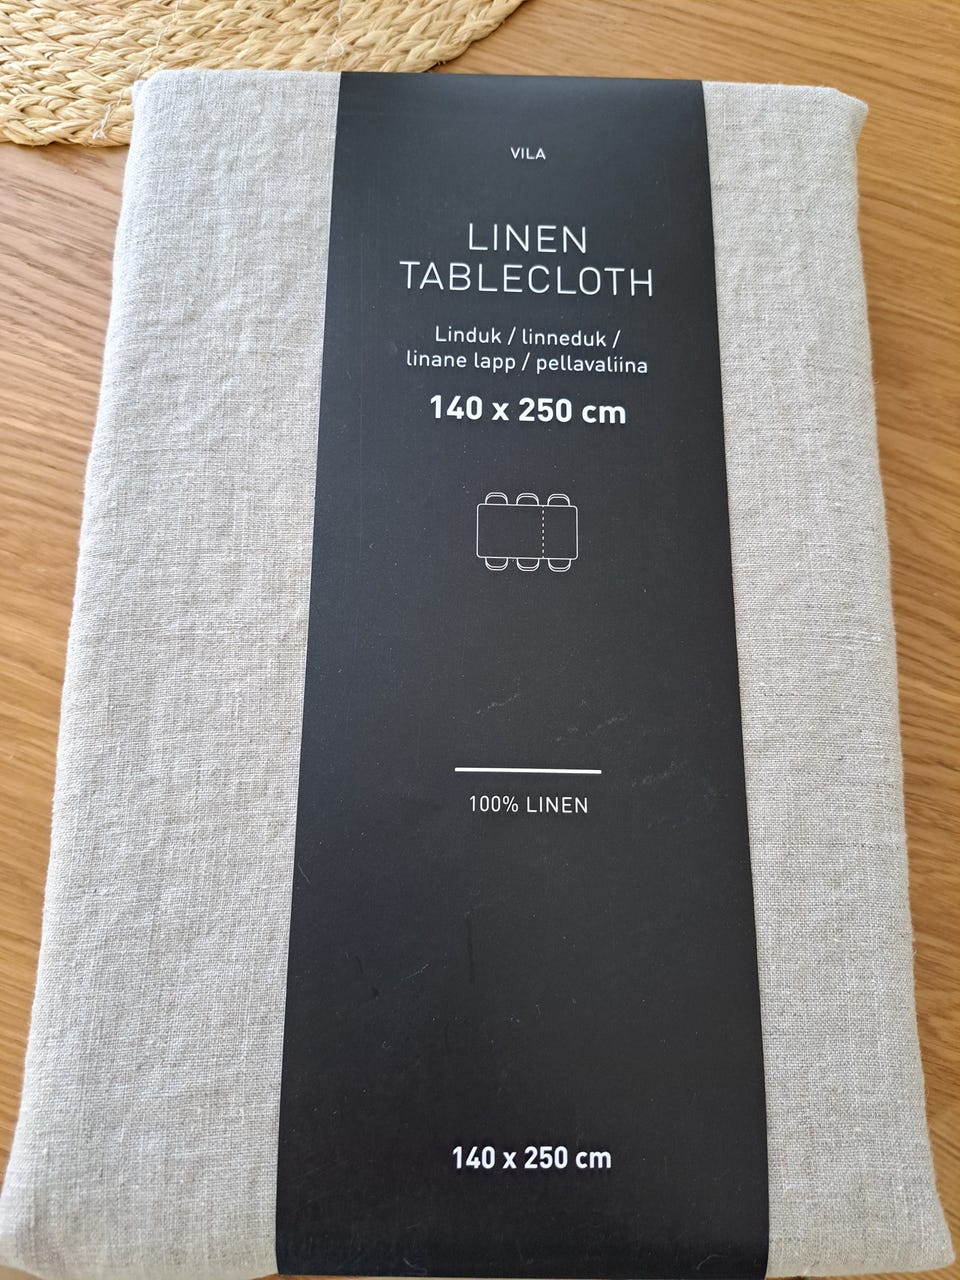 VILA
LINEN
TABLECLOTH
Linduk / linneduk /
linane lapp / pellavaliina
140 x 250 cm
100% LINEN
140 x 250 cm